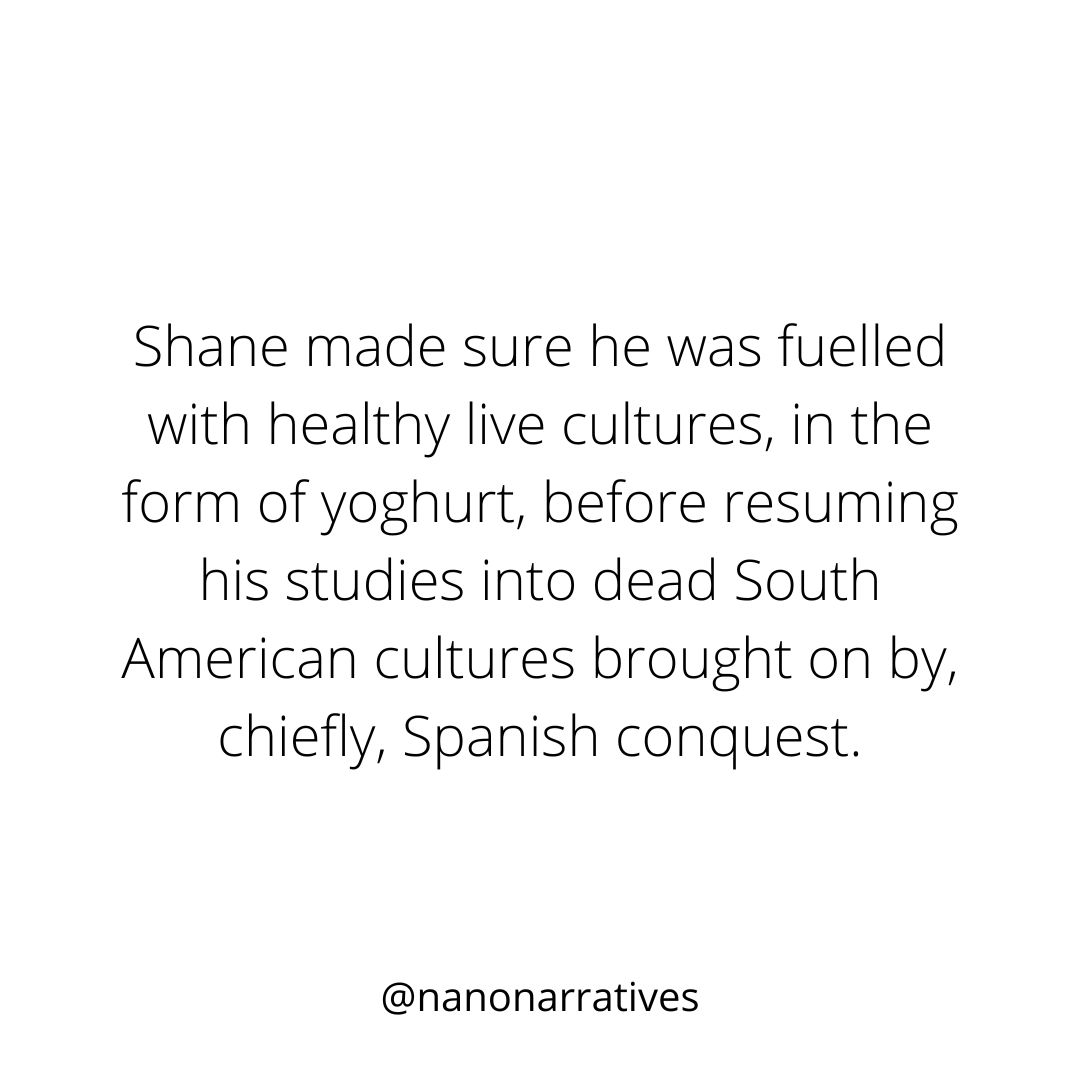 Shane made sure he was fuelled
with healthy live cultures, in the
form of yoghurt, before resuming
his studies into dead South
American cultures brought on by,
chiefly, Spanish conquest.
@nanonarratives